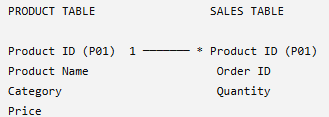 PRODUCT TABLE SALES TABLE
Product ID (P01) 1 ─────── * Product ID (P01)
Product Name Order ID
Category Quantity
Price